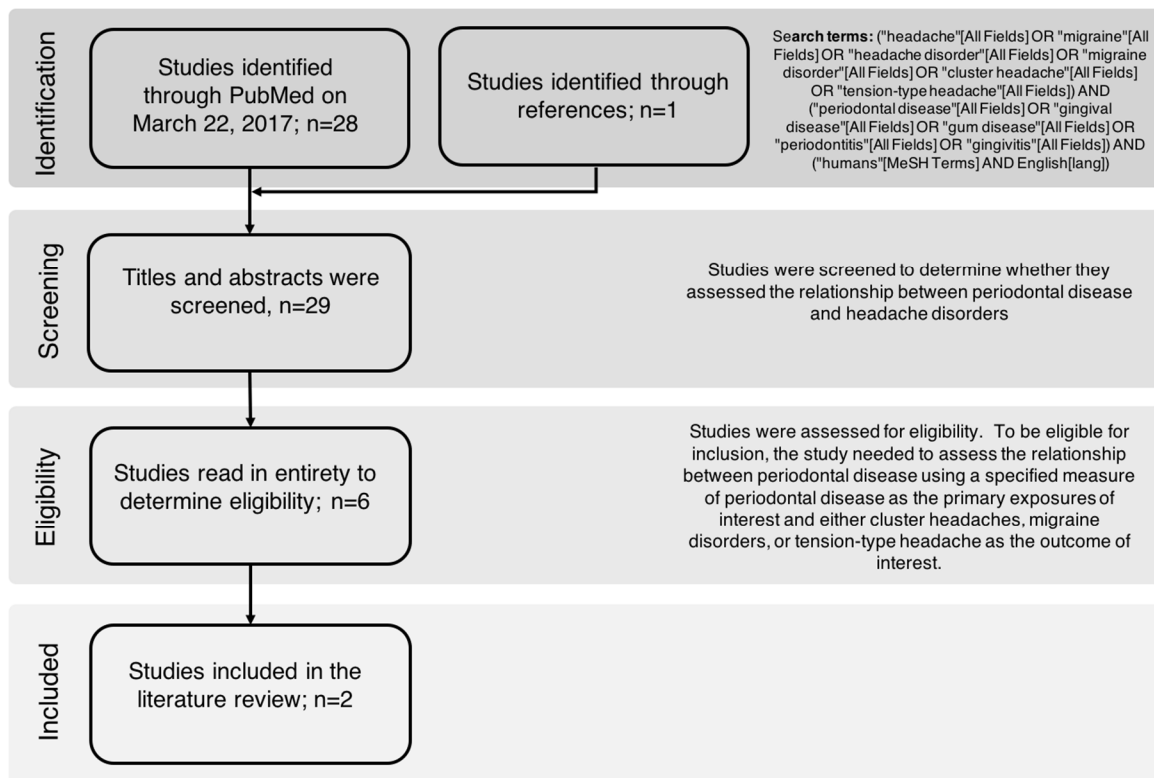 Identification
Studies identified
through PubMed on
March 22, 2017; n=28
Studies identified through
references; n=1
Search terms: ("headache"[All Fields] OR "migraine"[All
Fields] OR "headache disorder"[All Fields] OR "migraine
disorder"[All Fields] OR "cluster headache"[All Fields]
OR "tension-type headache"[All Fields]) AND
("periodontal disease"[All Fields] OR "gingival
disease"[All Fields] OR "gum disease"[All Fields] OR
"periodontitis"[All Fields] OR "gingivitis"[All Fields]) AND
("humans"[MeSH Terms] AND English[lang])
Screening
Titles and abstracts were
screened, n=29
Studies were screened to determine whether they
assessed the relationship between periodontal disease
and headache disorders
Eligibility
Studies read in entirety to
determine eligibility; n=6
Studies were assessed for eligibility. To be eligible for
inclusion, the study needed to assess the relationship
between periodontal disease using a specified measure
of periodontal disease as the primary exposures of
interest and either cluster headaches, migraine
disorders, or tension-type headache as the outcome of
interest.
Included
Studies included in the
literature review; n=2